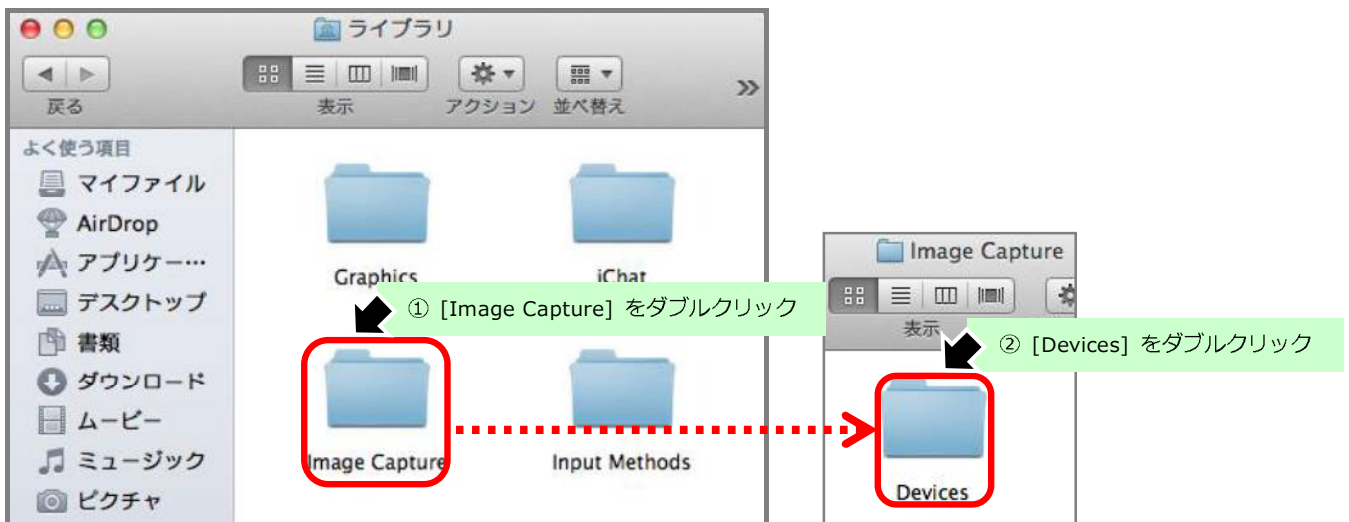 ライブラリ
戻る
表示
アクション
並べ替え
よく使う項目
マイファイル
AirDrop
アプリケー…
デスクトップ
書類
ダウンロード
ムービー
ミュージック
ピクチャ
Graphics
iChat
① [Image Capture] をダブルクリック
Image Capture
Input Methods
Image Capture
表示
② [Devices] をダブルクリック
Devices